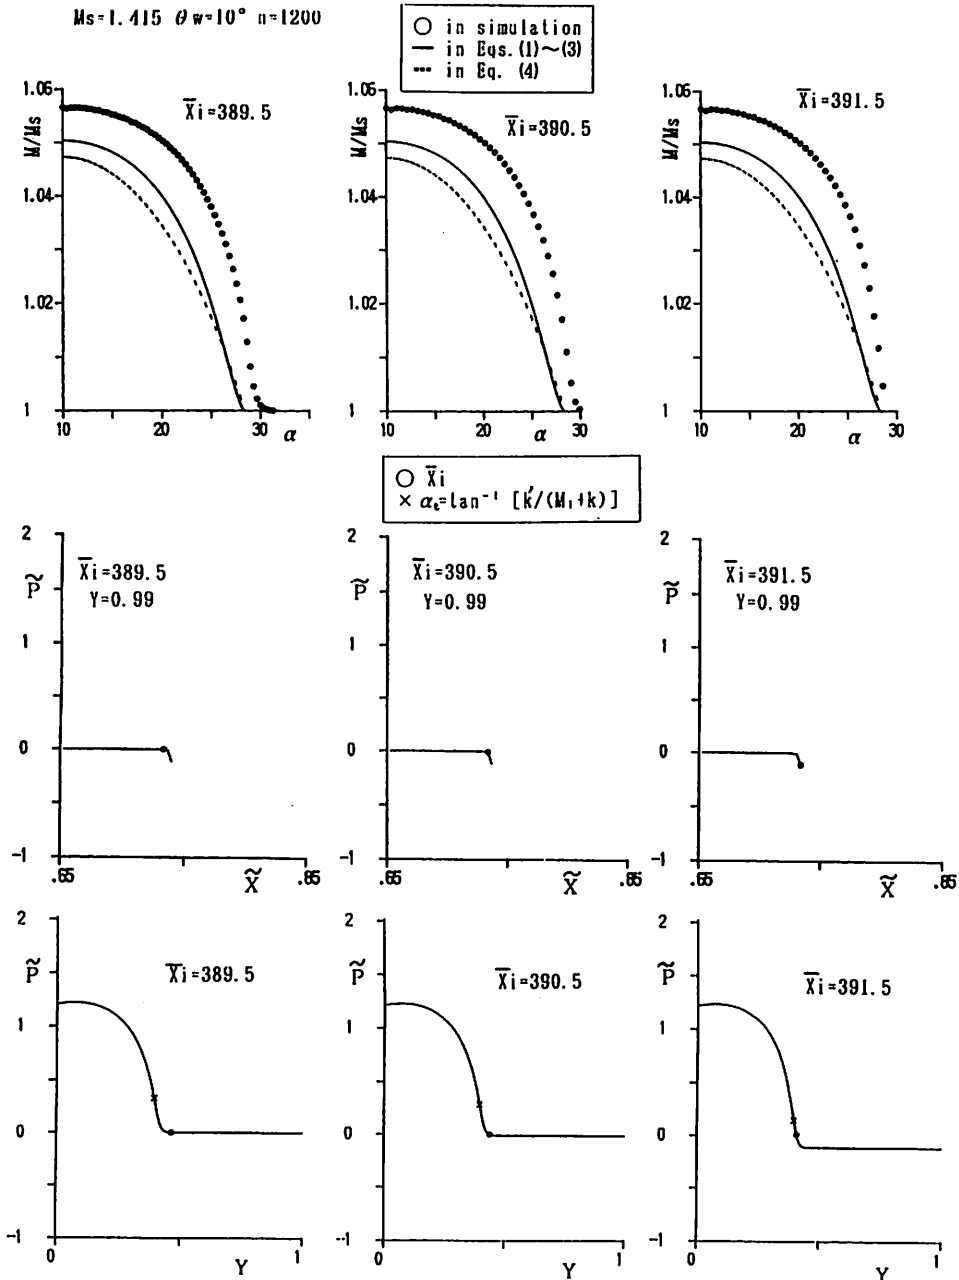 Ms=1.415 θw=10° n=1200
○ in simulation
— in Eqs.(1)～(3)
---- in Eq. (4)
1.06
M/Ms
1.04
1.02
1
10
20
30
α
X̄i=389.5
1.06
M/Ms
1.04
1.02
1
10
20
30
α
X̄i=390.5
1.06
M/Ms
1.04
1.02
1
10
20
30
α
X̄i=391.5
○ X̄i
× αt=tan⁻¹ [k′/(M₁+k)]
2
P̃
1
0
-1
.65
X̃
.85
X̄i=389.5
Y=0.99
2
P̃
1
0
-1
.65
X̃
.85
X̄i=390.5
Y=0.99
2
P̃
1
0
-1
.65
X̃
.85
X̄i=391.5
Y=0.99
2
P̃
1
0
-1
0
Y
1
X̄i=389.5
2
P̃
1
0
-1
0
Y
1
X̄i=390.5
2
P̃
1
0
-1
0
Y
1
X̄i=391.5